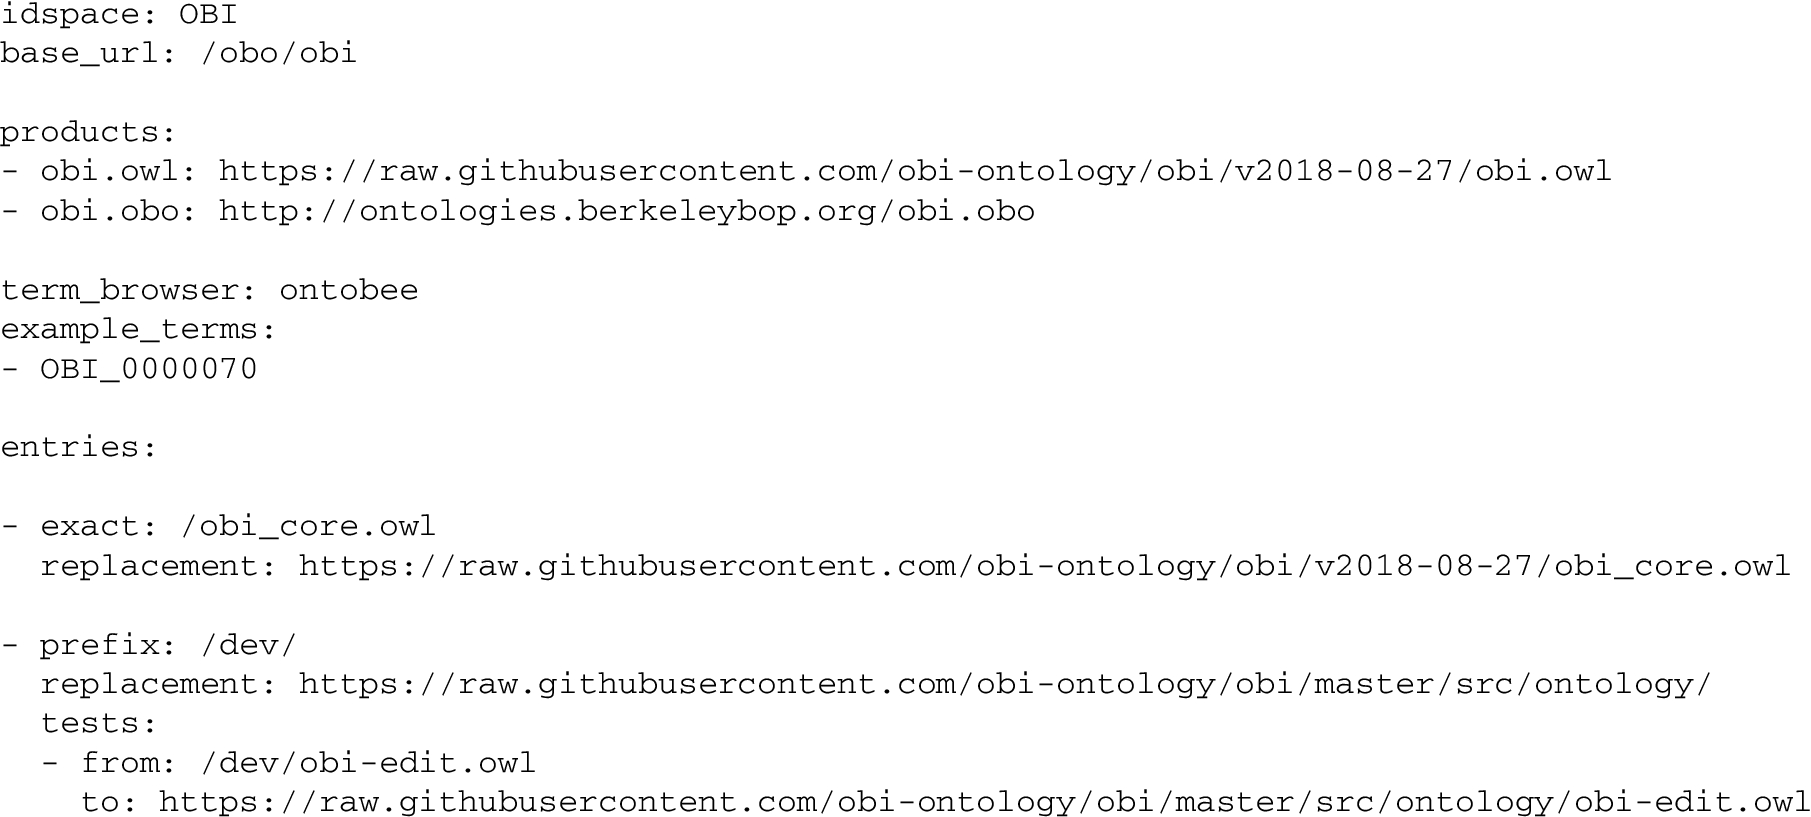 idspace: OBI
base_url: /obo/obi

products:
- obi.owl: https://raw.githubusercontent.com/obi-ontology/obi/v2018-08-27/obi.owl
- obi.obo: http://ontologies.berkeleybop.org/obi.obo

term_browser: ontobee
example_terms:
- OBI_0000070

entries:

- exact: /obi_core.owl
  replacement: https://raw.githubusercontent.com/obi-ontology/obi/v2018-08-27/obi_core.owl

- prefix: /dev/
  replacement: https://raw.githubusercontent.com/obi-ontology/obi/master/src/ontology/
  tests:
  - from: /dev/obi-edit.owl
    to: https://raw.githubusercontent.com/obi-ontology/obi/master/src/ontology/obi-edit.owl